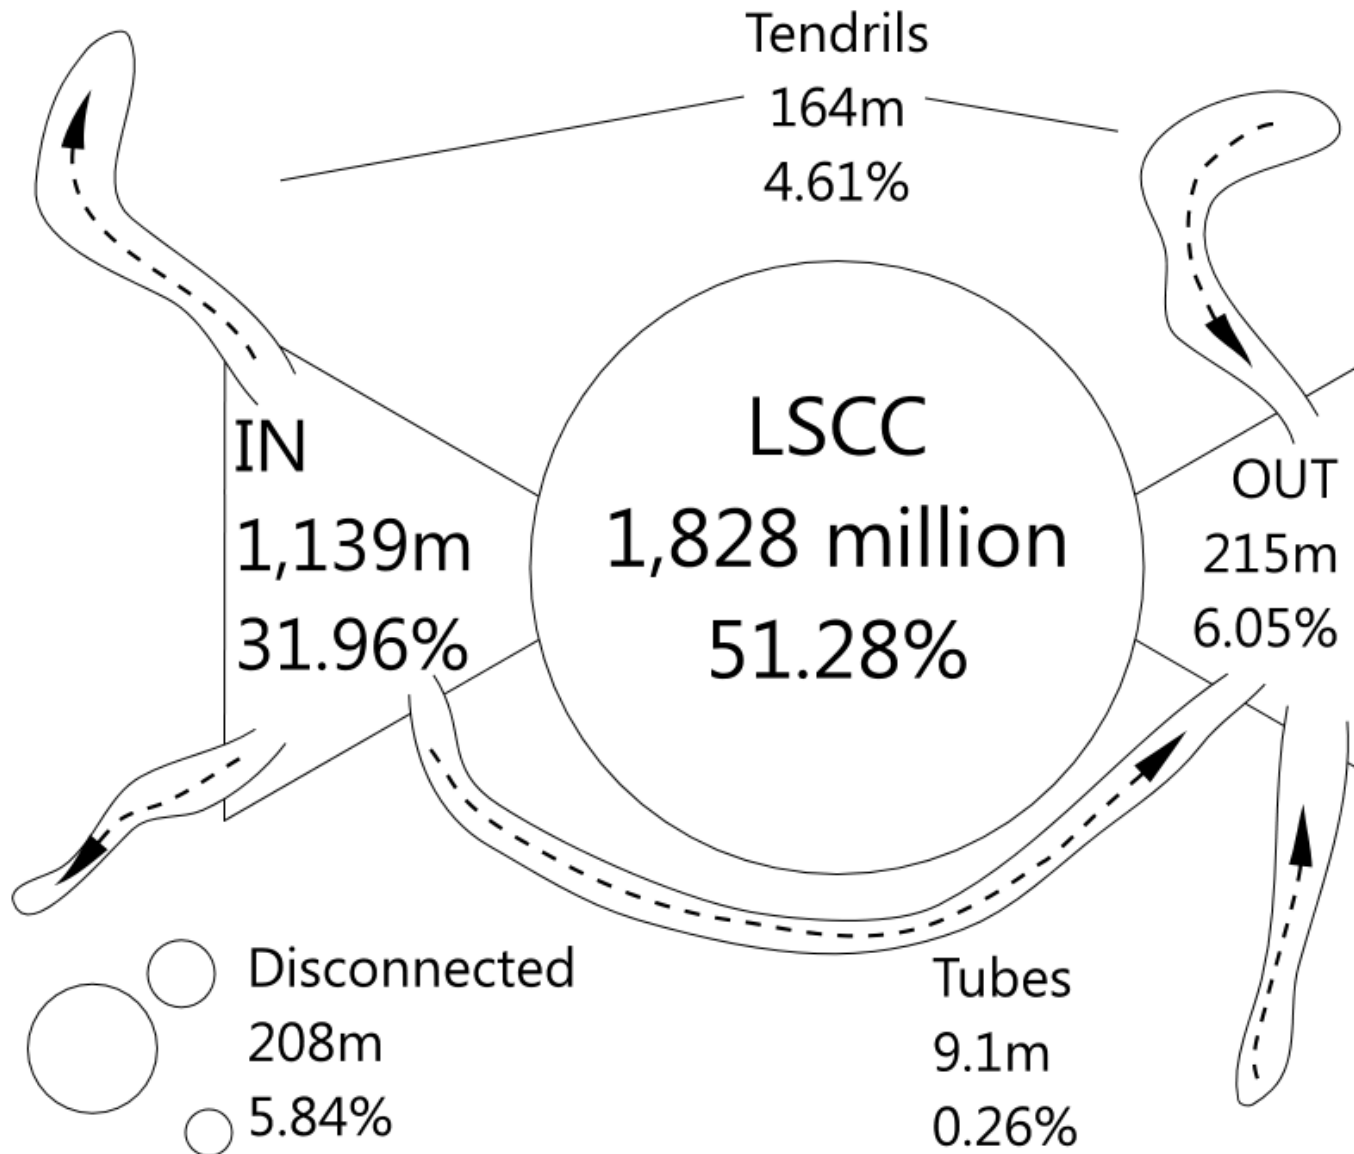 Tendrils
164m
4.61%
LSCC
1,828 million
51.28%
IN
1,139m
31.96%
OUT
215m
6.05%
Disconnected
208m
5.84%
Tubes
9.1m
0.26%